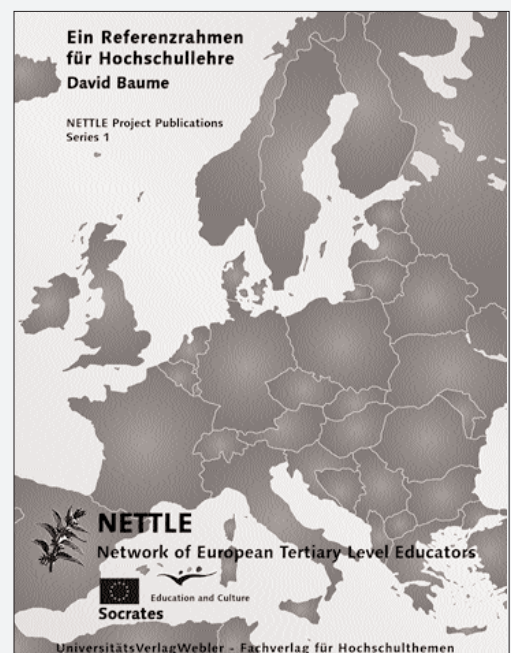 Ein Referenzrahmen
für Hochschullehre
David Baume
NETTLE Project Publications
Series 1
NETTLE
Network of European Tertiary Level Educators
Education and Culture
Socrates
UniversitätsVerlagWebler - Fachverlag für Hochschulthemen